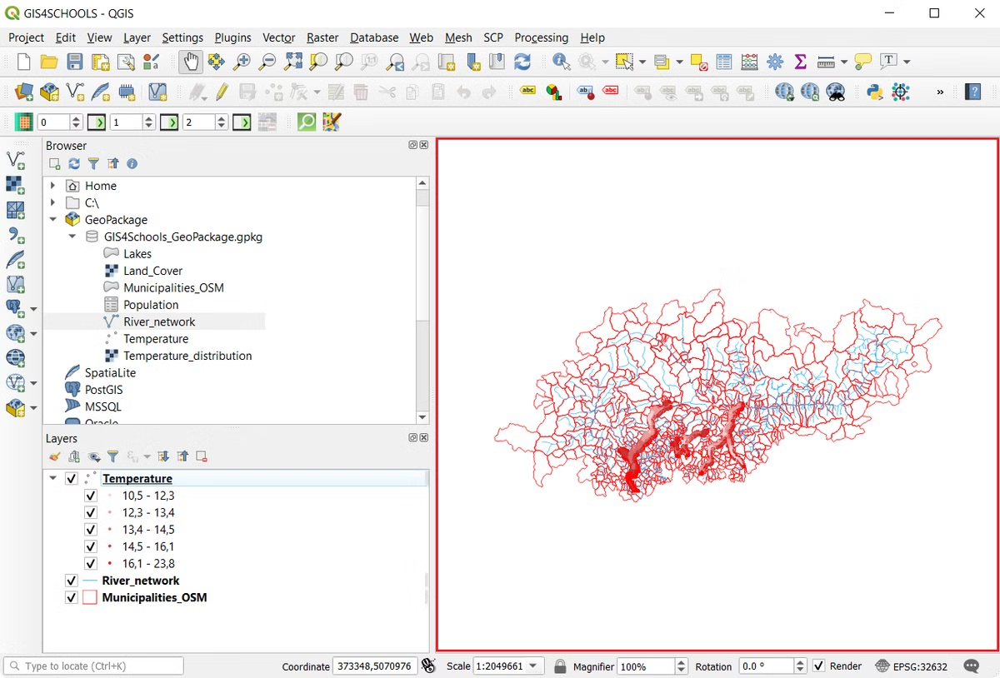 GIS4SCHOOLS - QGIS
Project Edit View Layer Settings Plugins Vector Raster Database Web Mesh SCP Processing Help
0 1 2
Browser
Home
C:\
GeoPackage
GIS4Schools_GeoPackage.gpkg
Lakes
Land_Cover
Municipalities_OSM
Population
River_network
Temperature
Temperature_distribution
SpatiaLite
PostGIS
MSSQL
Oracle
Layers
Temperature
10,5 - 12,3
12,3 - 13,4
13,4 - 14,5
14,5 - 16,1
16,1 - 23,8
River_network
Municipalities_OSM
Type to locate (Ctrl+K) Coordinate 373348,5070976 Scale 1:2049661 Magnifier 100% Rotation 0.0 ° Render EPSG:32632